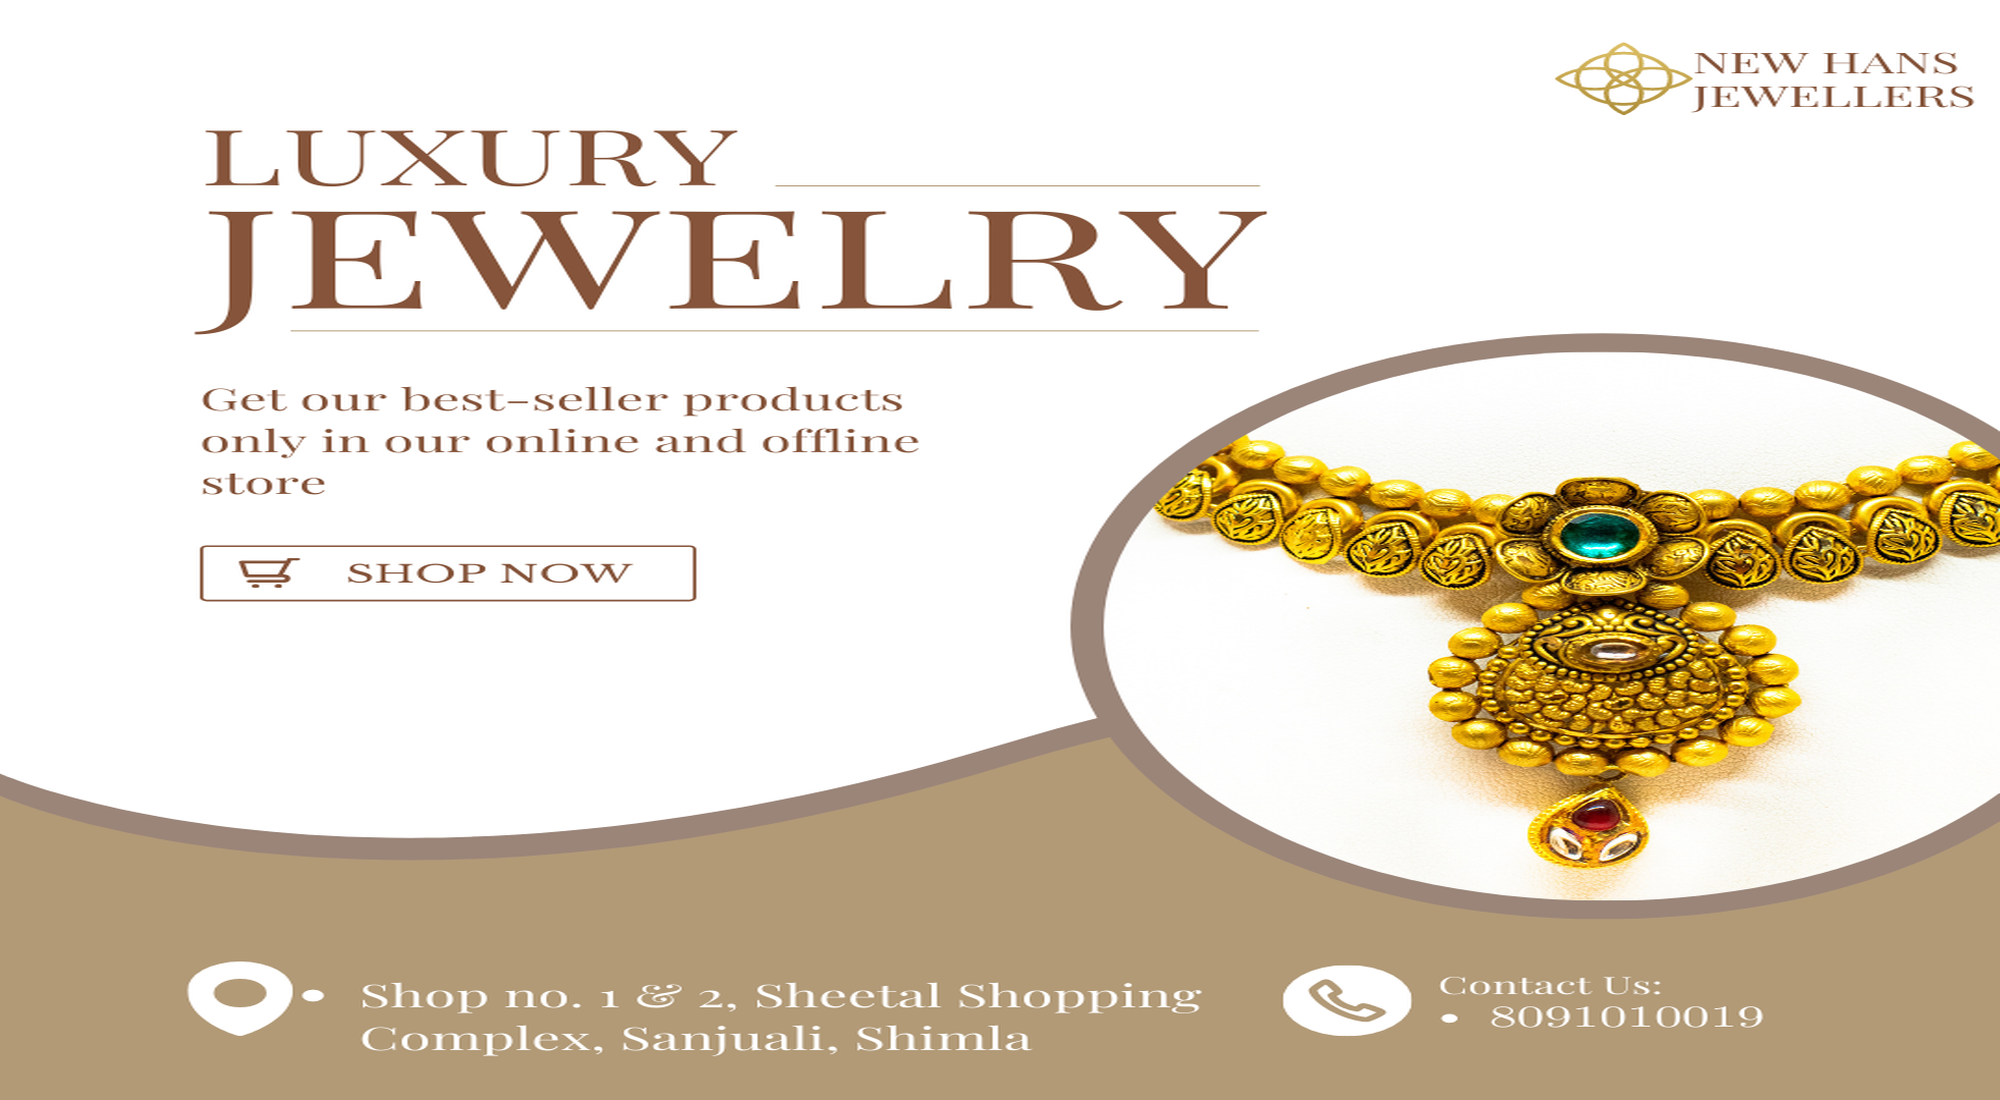 NEW HANS
JEWELLERS
LUXURY
JEWELRY
Get our best-seller products
only in our online and offline
store
SHOP NOW
• Shop no. 1 & 2, Sheetal Shopping
Complex, Sanjuali, Shimla
Contact Us:
• 8091010019